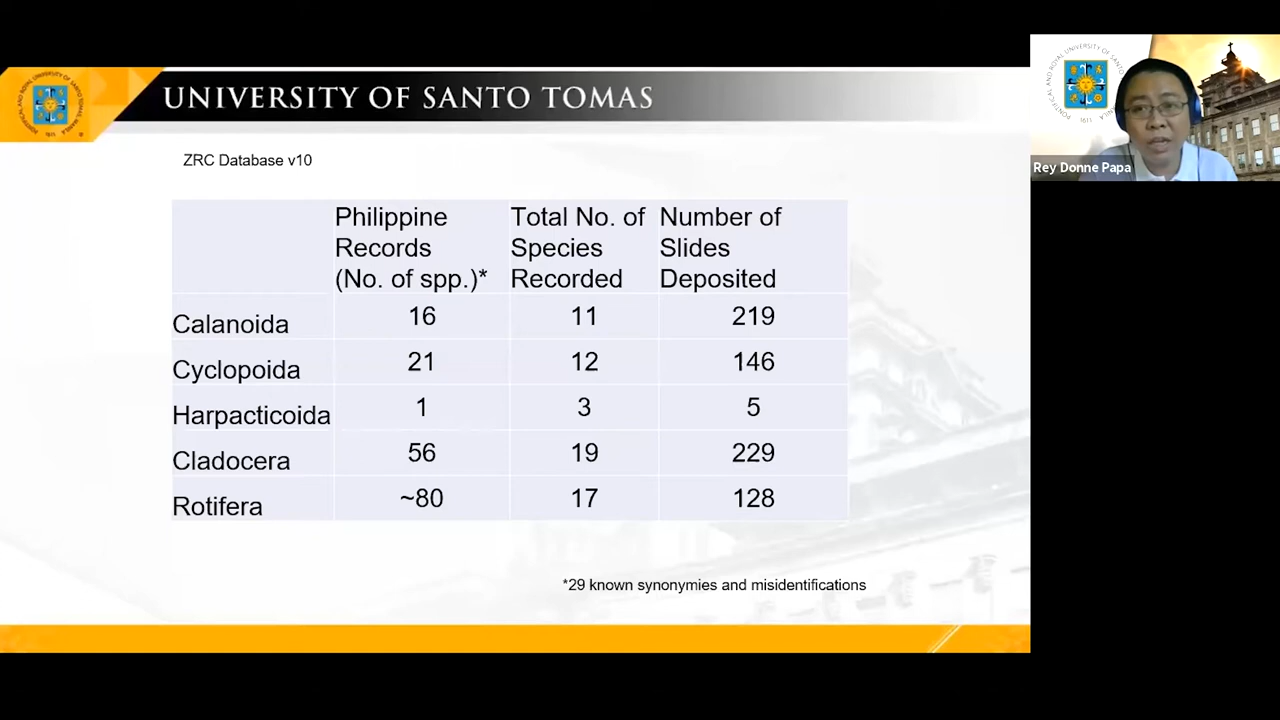 UNIVERSITY OF SANTO TOMAS
ZRC Database v10
Philippine Records (No. of spp.)*
Total No. of Species Recorded
Number of Slides Deposited
Calanoida 16 11 219
Cyclopoida 21 12 146
Harpacticoida 1 3 5
Cladocera 56 19 229
Rotifera ~80 17 128
*29 known synonymies and misidentifications
Rey Donne Papa